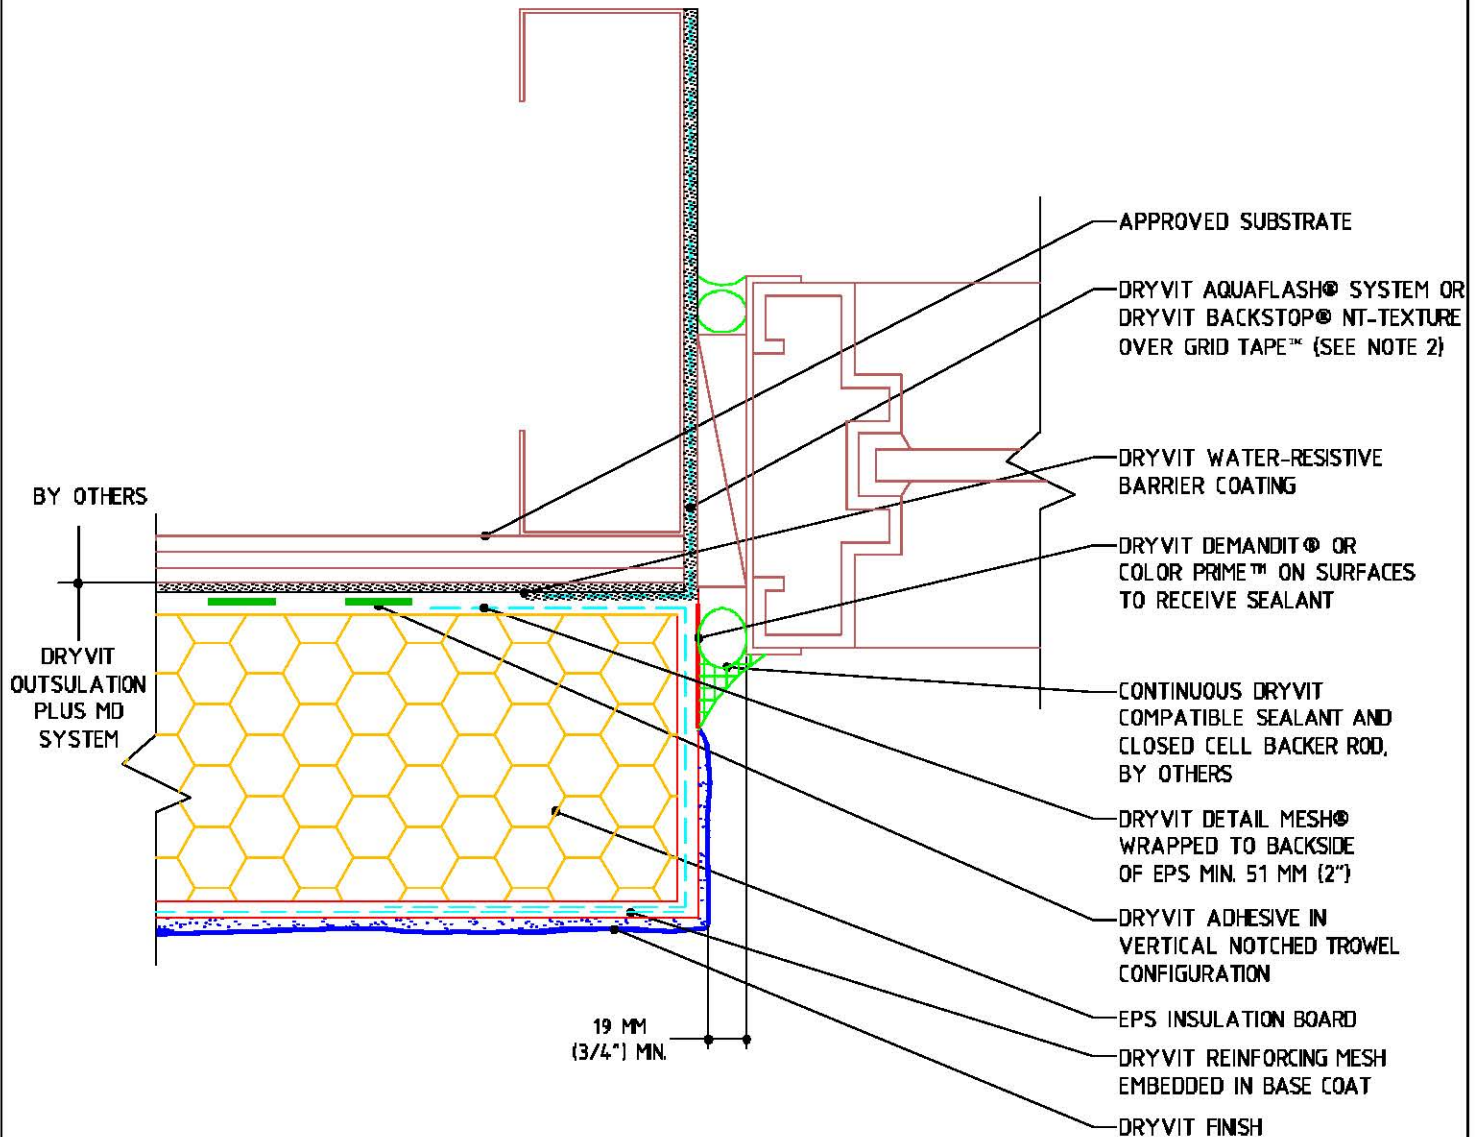 APPROVED SUBSTRATE
DRYVIT AQUAFLASH® SYSTEM OR
DRYVIT BACKSTOP® NT-TEXTURE
OVER GRID TAPE™ (SEE NOTE 2)
DRYVIT WATER-RESISTIVE
BARRIER COATING
DRYVIT DEMANDIT® OR
COLOR PRIME™ ON SURFACES
TO RECEIVE SEALANT
CONTINUOUS DRYVIT
COMPATIBLE SEALANT AND
CLOSED CELL BACKER ROD,
BY OTHERS
DRYVIT DETAIL MESH®
WRAPPED TO BACKSIDE
OF EPS MIN. 51 MM (2")
DRYVIT ADHESIVE IN
VERTICAL NOTCHED TROWEL
CONFIGURATION
EPS INSULATION BOARD
DRYVIT REINFORCING MESH
EMBEDDED IN BASE COAT
DRYVIT FINISH
BY OTHERS
DRYVIT
OUTSULATION
PLUS MD
SYSTEM
19 MM
(3/4") MIN.